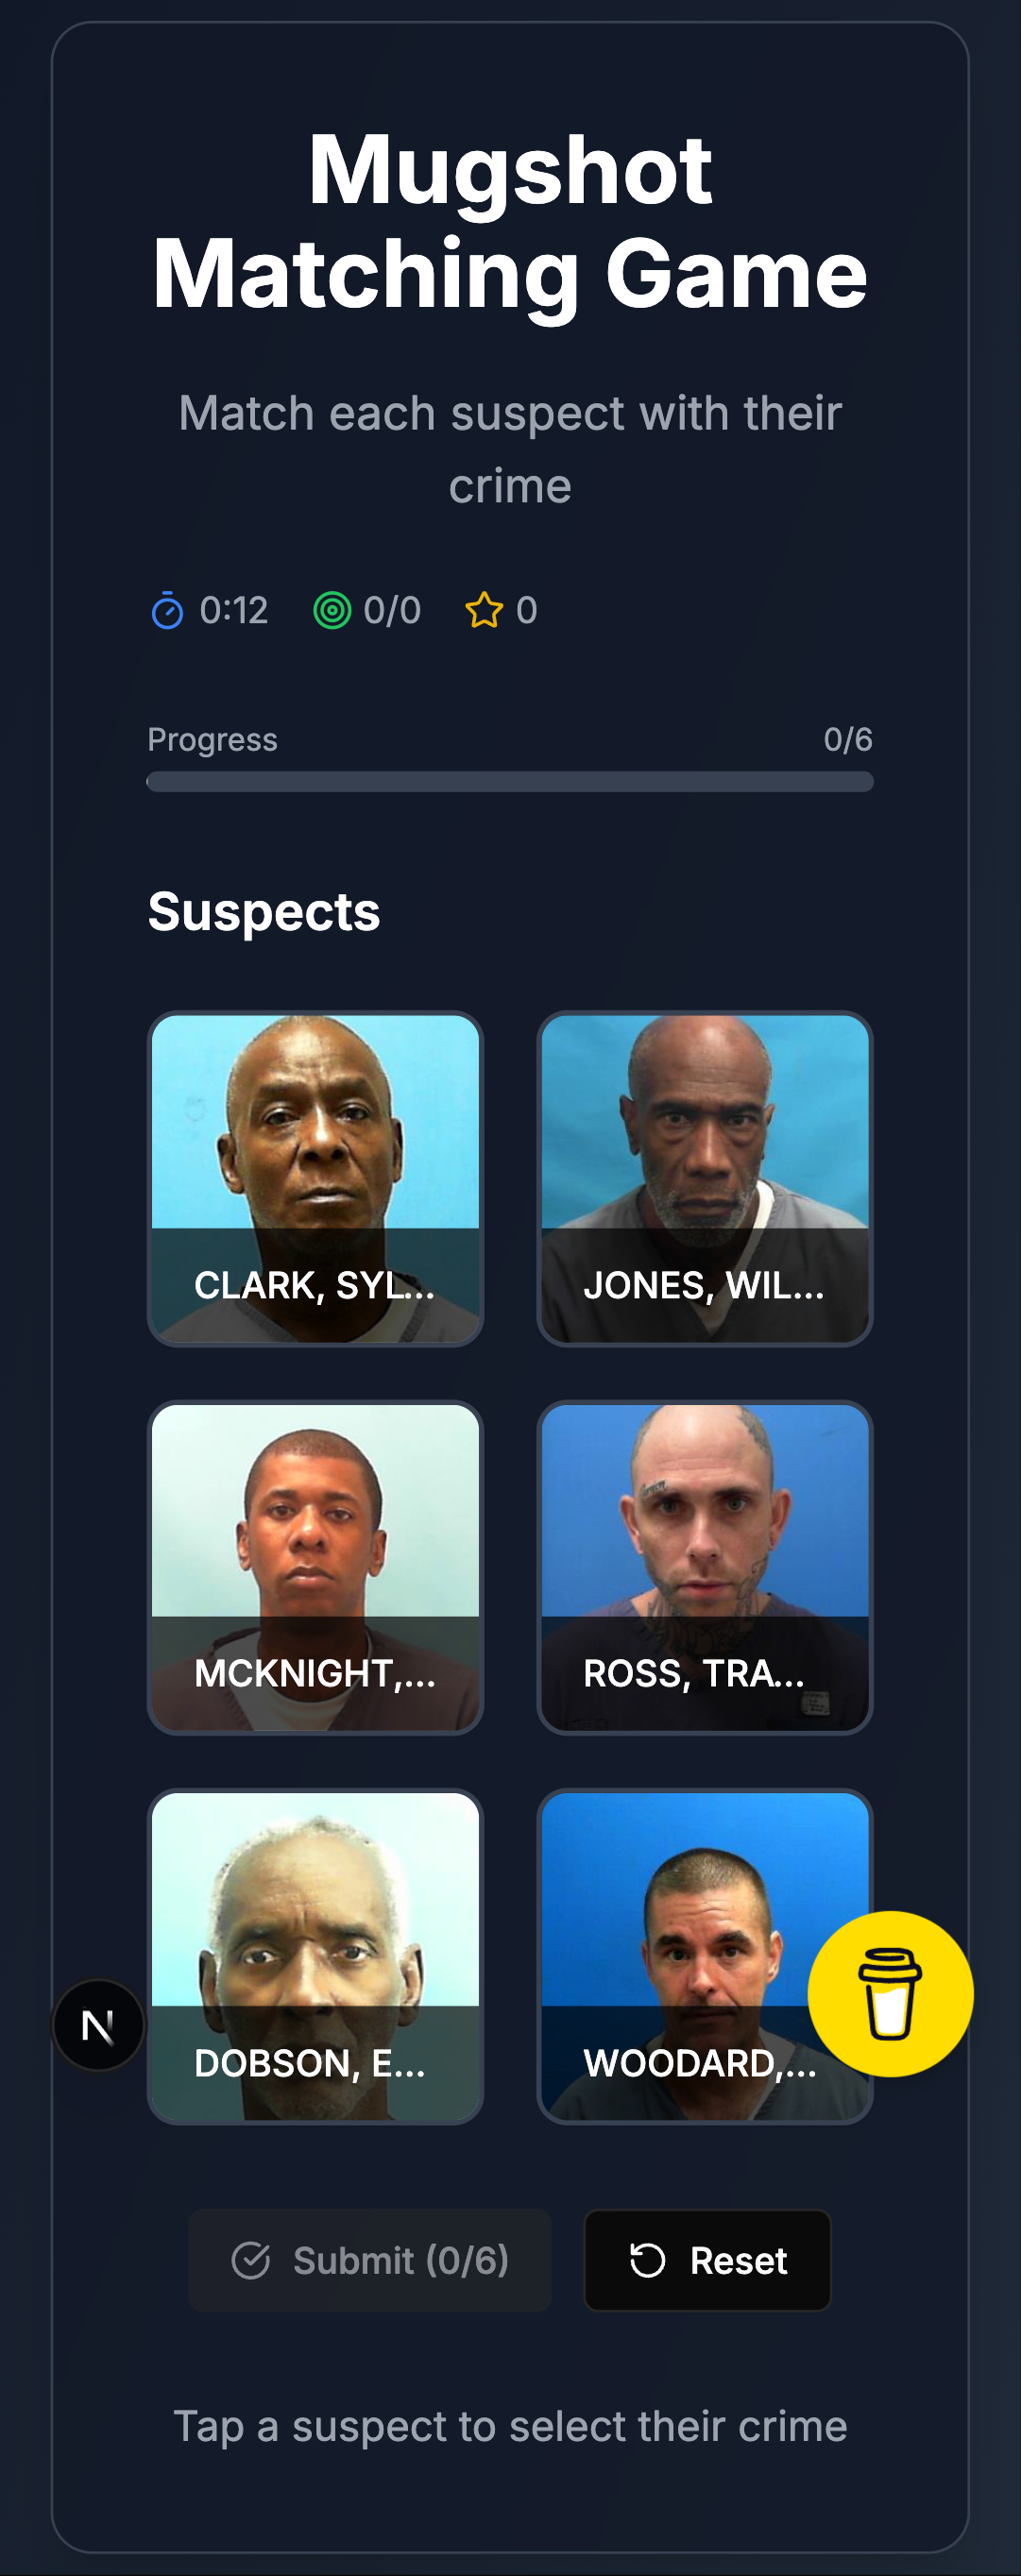 Mugshot
Matching Game
Match each suspect with their
crime
0:12 0/0 0
Progress 0/6
Suspects
CLARK, SYL... JONES, WIL...
MCKNIGHT,... ROSS, TRA...
DOBSON, E... WOODARD,...
N
Submit (0/6) Reset
Tap a suspect to select their crime